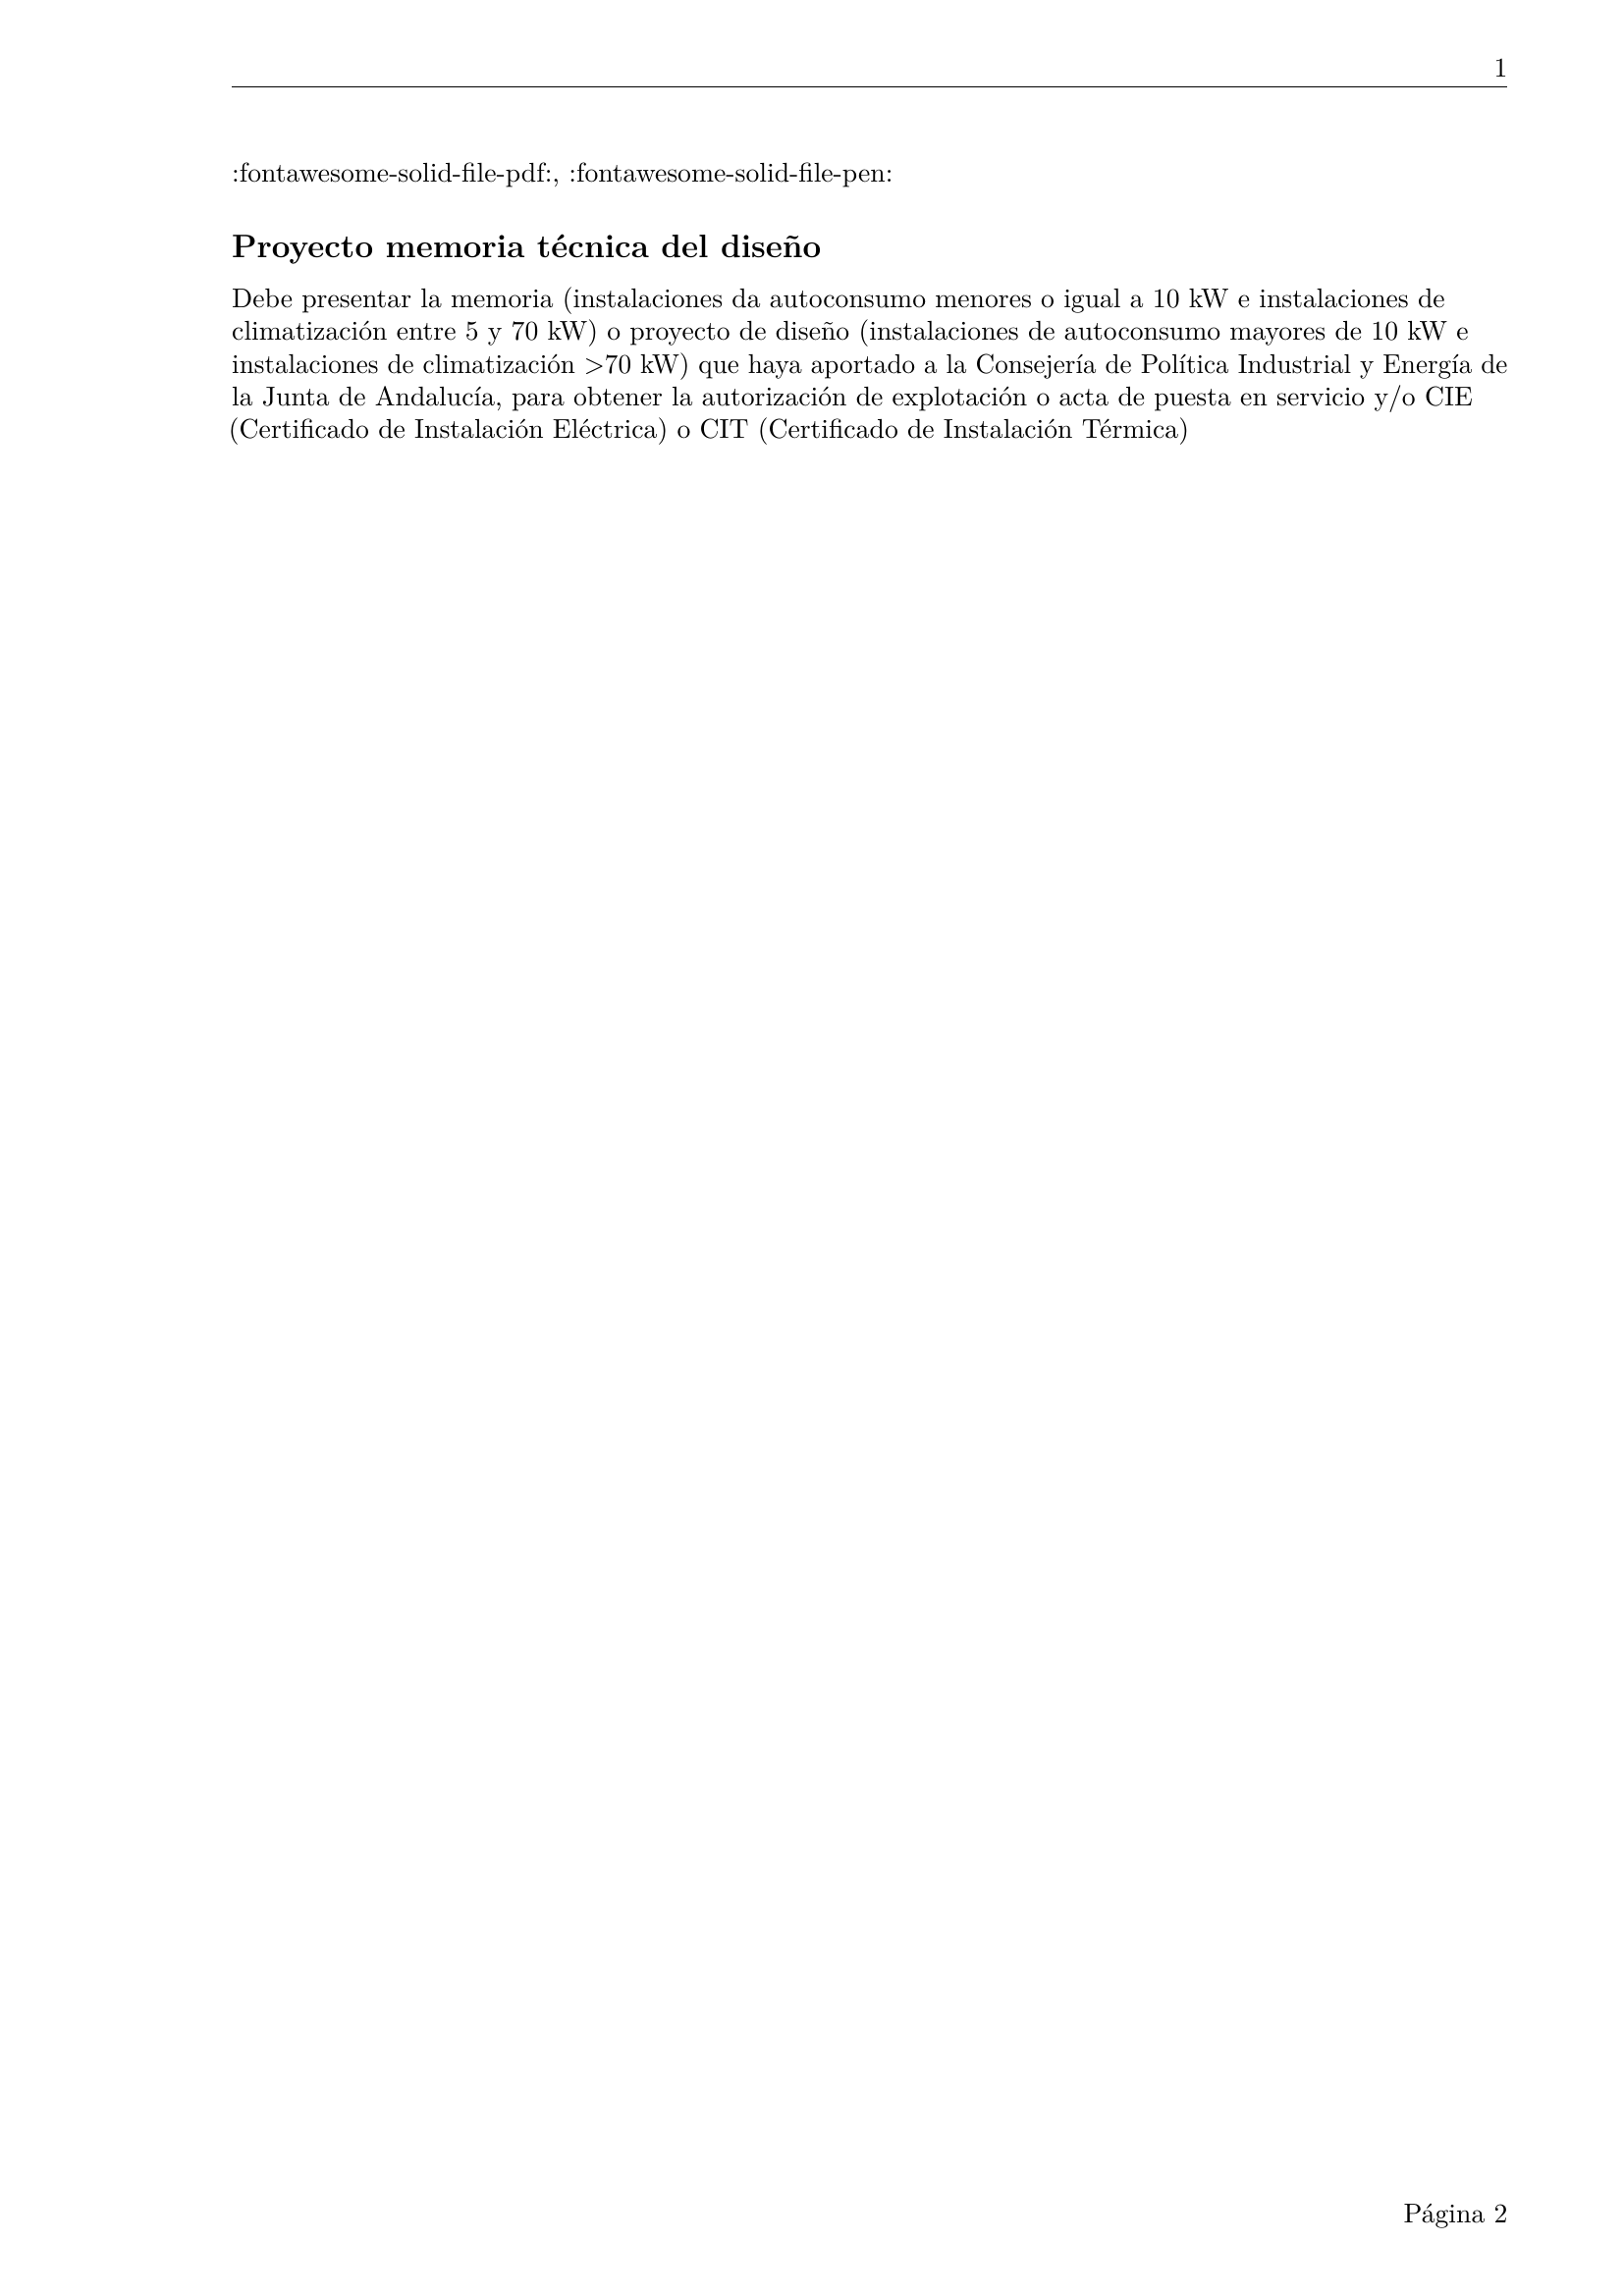 1
:fontawesome-solid-file-pdf:, :fontawesome-solid-file-pen:
Proyecto memoria técnica del diseño
Debe presentar la memoria (instalaciones da autoconsumo menores o igual a 10 kW e instalaciones de
climatización entre 5 y 70 kW) o proyecto de diseño (instalaciones de autoconsumo mayores de 10 kW e
instalaciones de climatización >70 kW) que haya aportado a la Consejería de Política Industrial y Energía de
la Junta de Andalucía, para obtener la autorización de explotación o acta de puesta en servicio y/o CIE
(Certificado de Instalación Eléctrica) o CIT (Certificado de Instalación Térmica)
Página 2